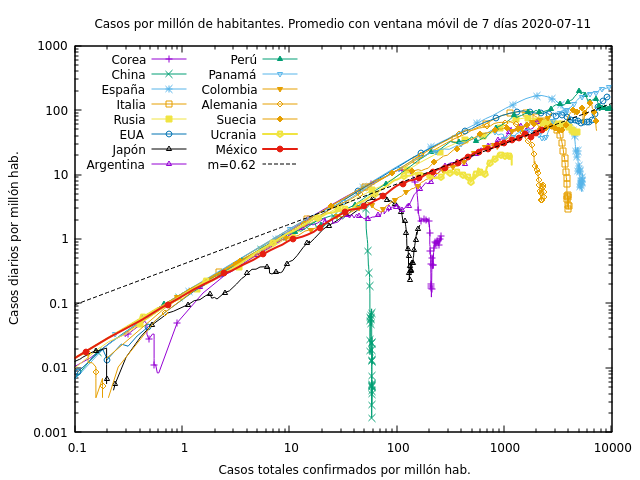 Casos por millón de habitantes. Promedio con ventana móvil de 7 días 2020-07-11
Casos diarios por millón hab.
1000
100
10
1
0.1
0.01
0.001
Corea
China
España
Italia
Rusia
EUA
Japón
Argentina
Perú
Panamá
Colombia
Alemania
Suecia
Ucrania
México
m=0.62
0.1
1
10
100
1000
10000
Casos totales confirmados por millón hab.